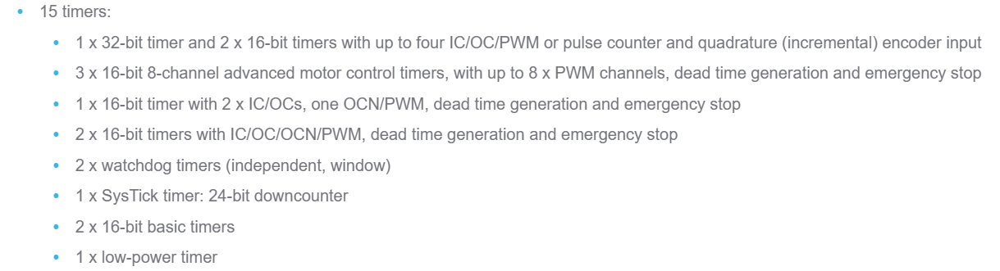 • 15 timers:
• 1 x 32-bit timer and 2 x 16-bit timers with up to four IC/OC/PWM or pulse counter and quadrature (incremental) encoder input
• 3 x 16-bit 8-channel advanced motor control timers, with up to 8 x PWM channels, dead time generation and emergency stop
• 1 x 16-bit timer with 2 x IC/OCs, one OCN/PWM, dead time generation and emergency stop
• 2 x 16-bit timers with IC/OC/OCN/PWM, dead time generation and emergency stop
• 2 x watchdog timers (independent, window)
• 1 x SysTick timer: 24-bit downcounter
• 2 x 16-bit basic timers
• 1 x low-power timer